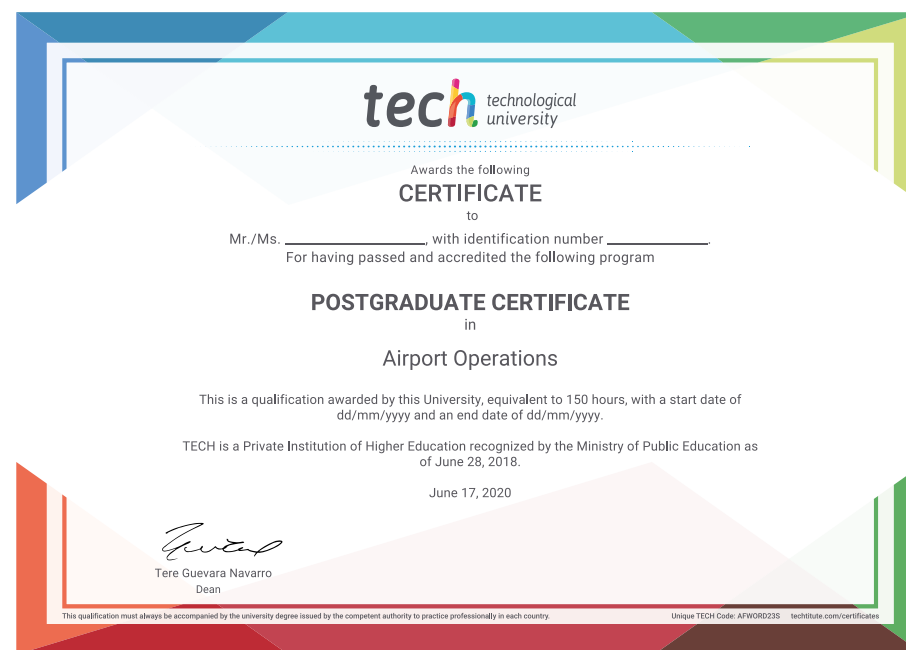 tech technological
university
Awards the following
CERTIFICATE
to
Mr./Ms. ____________________, with identification number ______________.
For having passed and accredited the following program
POSTGRADUATE CERTIFICATE
in
Airport Operations
This is a qualification awarded by this University, equivalent to 150 hours, with a start date of
dd/mm/yyyy and an end date of dd/mm/yyyy.
TECH is a Private Institution of Higher Education recognized by the Ministry of Public Education as
of June 28, 2018.
June 17, 2020
Tere Guevara Navarro
Dean
This qualification must always be accompanied by the university degree issued by the competent authority to practice professionally in each country. Unique TECH Code: AFWORD23S techtitute.com/certificates